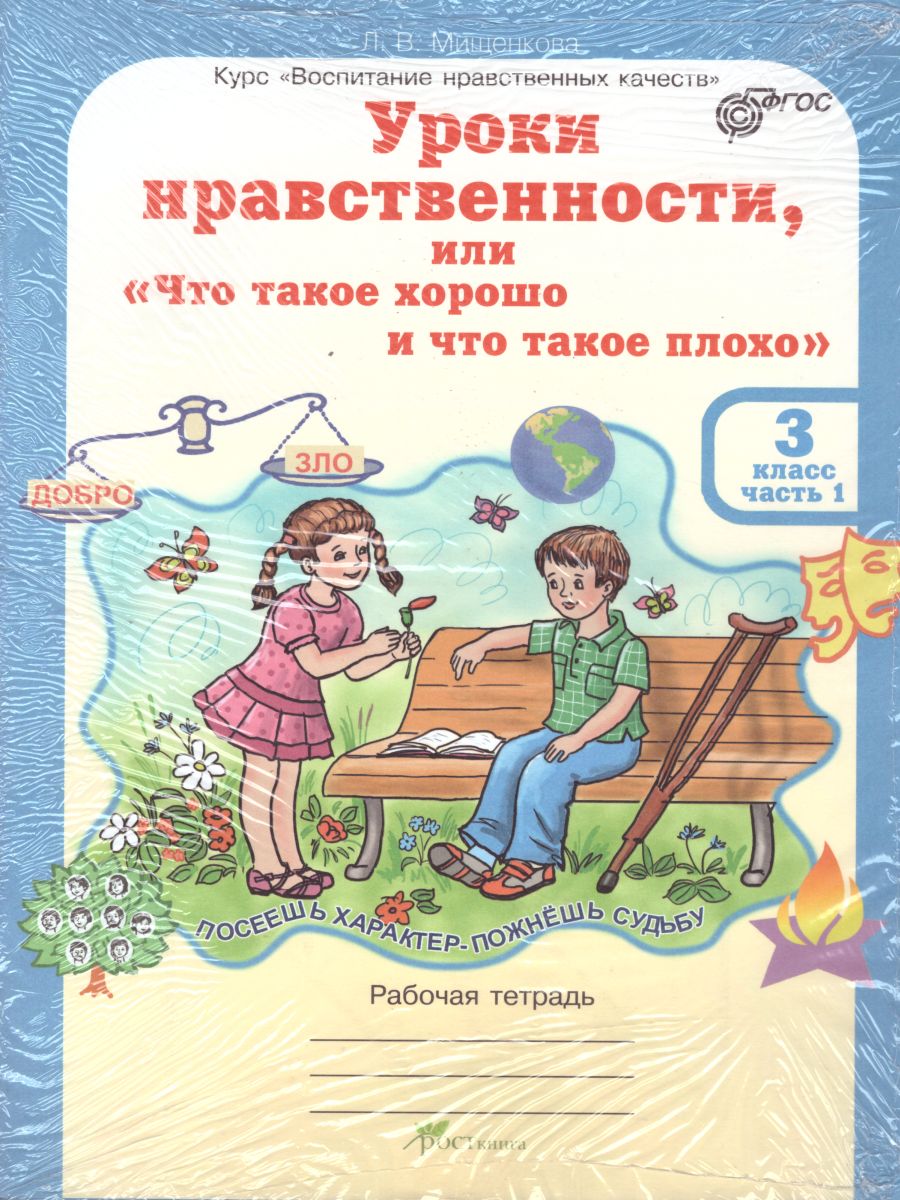 Л. В. Мищенкова
Курс «Воспитание нравственных качеств»
ФГОС
Уроки
нравственности,
или
«Что такое хорошо
и что такое плохо»
3
класс
часть 1
ЗЛО
ДОБРО
ПОСЕЕШЬ ХАРАКТЕР-ПОЖНЁШЬ СУДЬБУ
Рабочая тетрадь
РОСТкнига